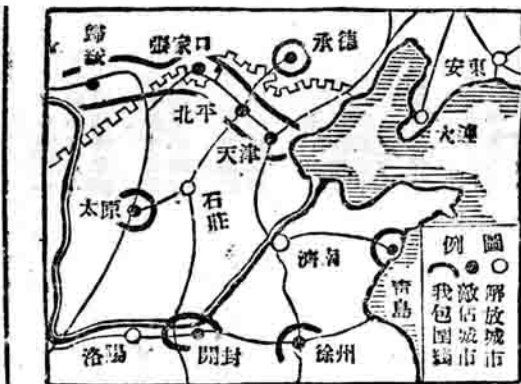 歸綏
張家口
承德
安東
北平
天津
大連
太原
石莊
濟南
青島
洛陽
開封
徐州
圖例
解放城市
敵佔城市
我包圍綫